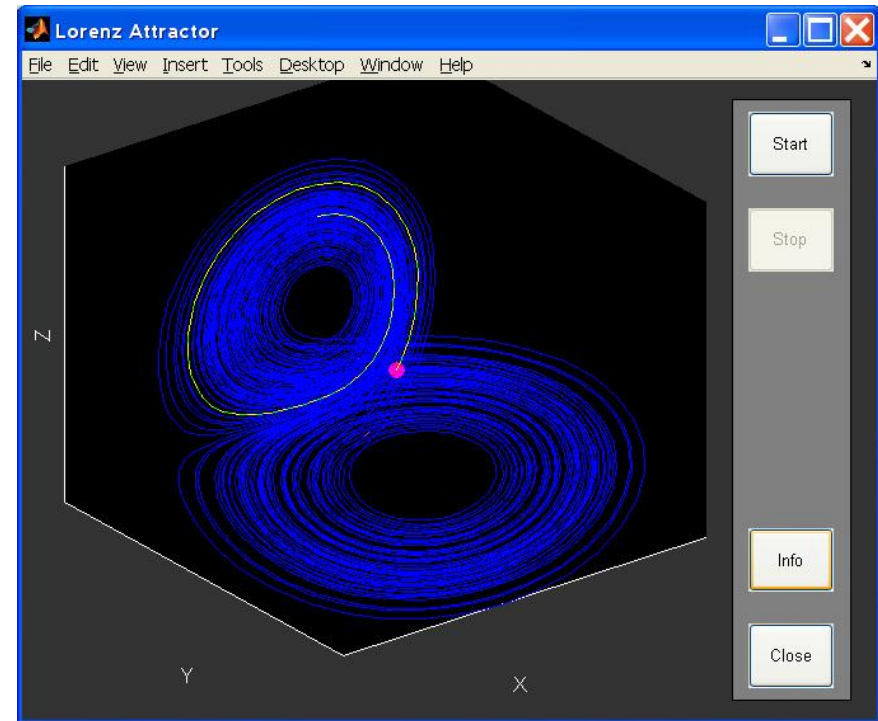 Lorenz Attractor
File Edit View Insert Tools Desktop Window Help
Start
Stop
Z
Info
Close
Y
X